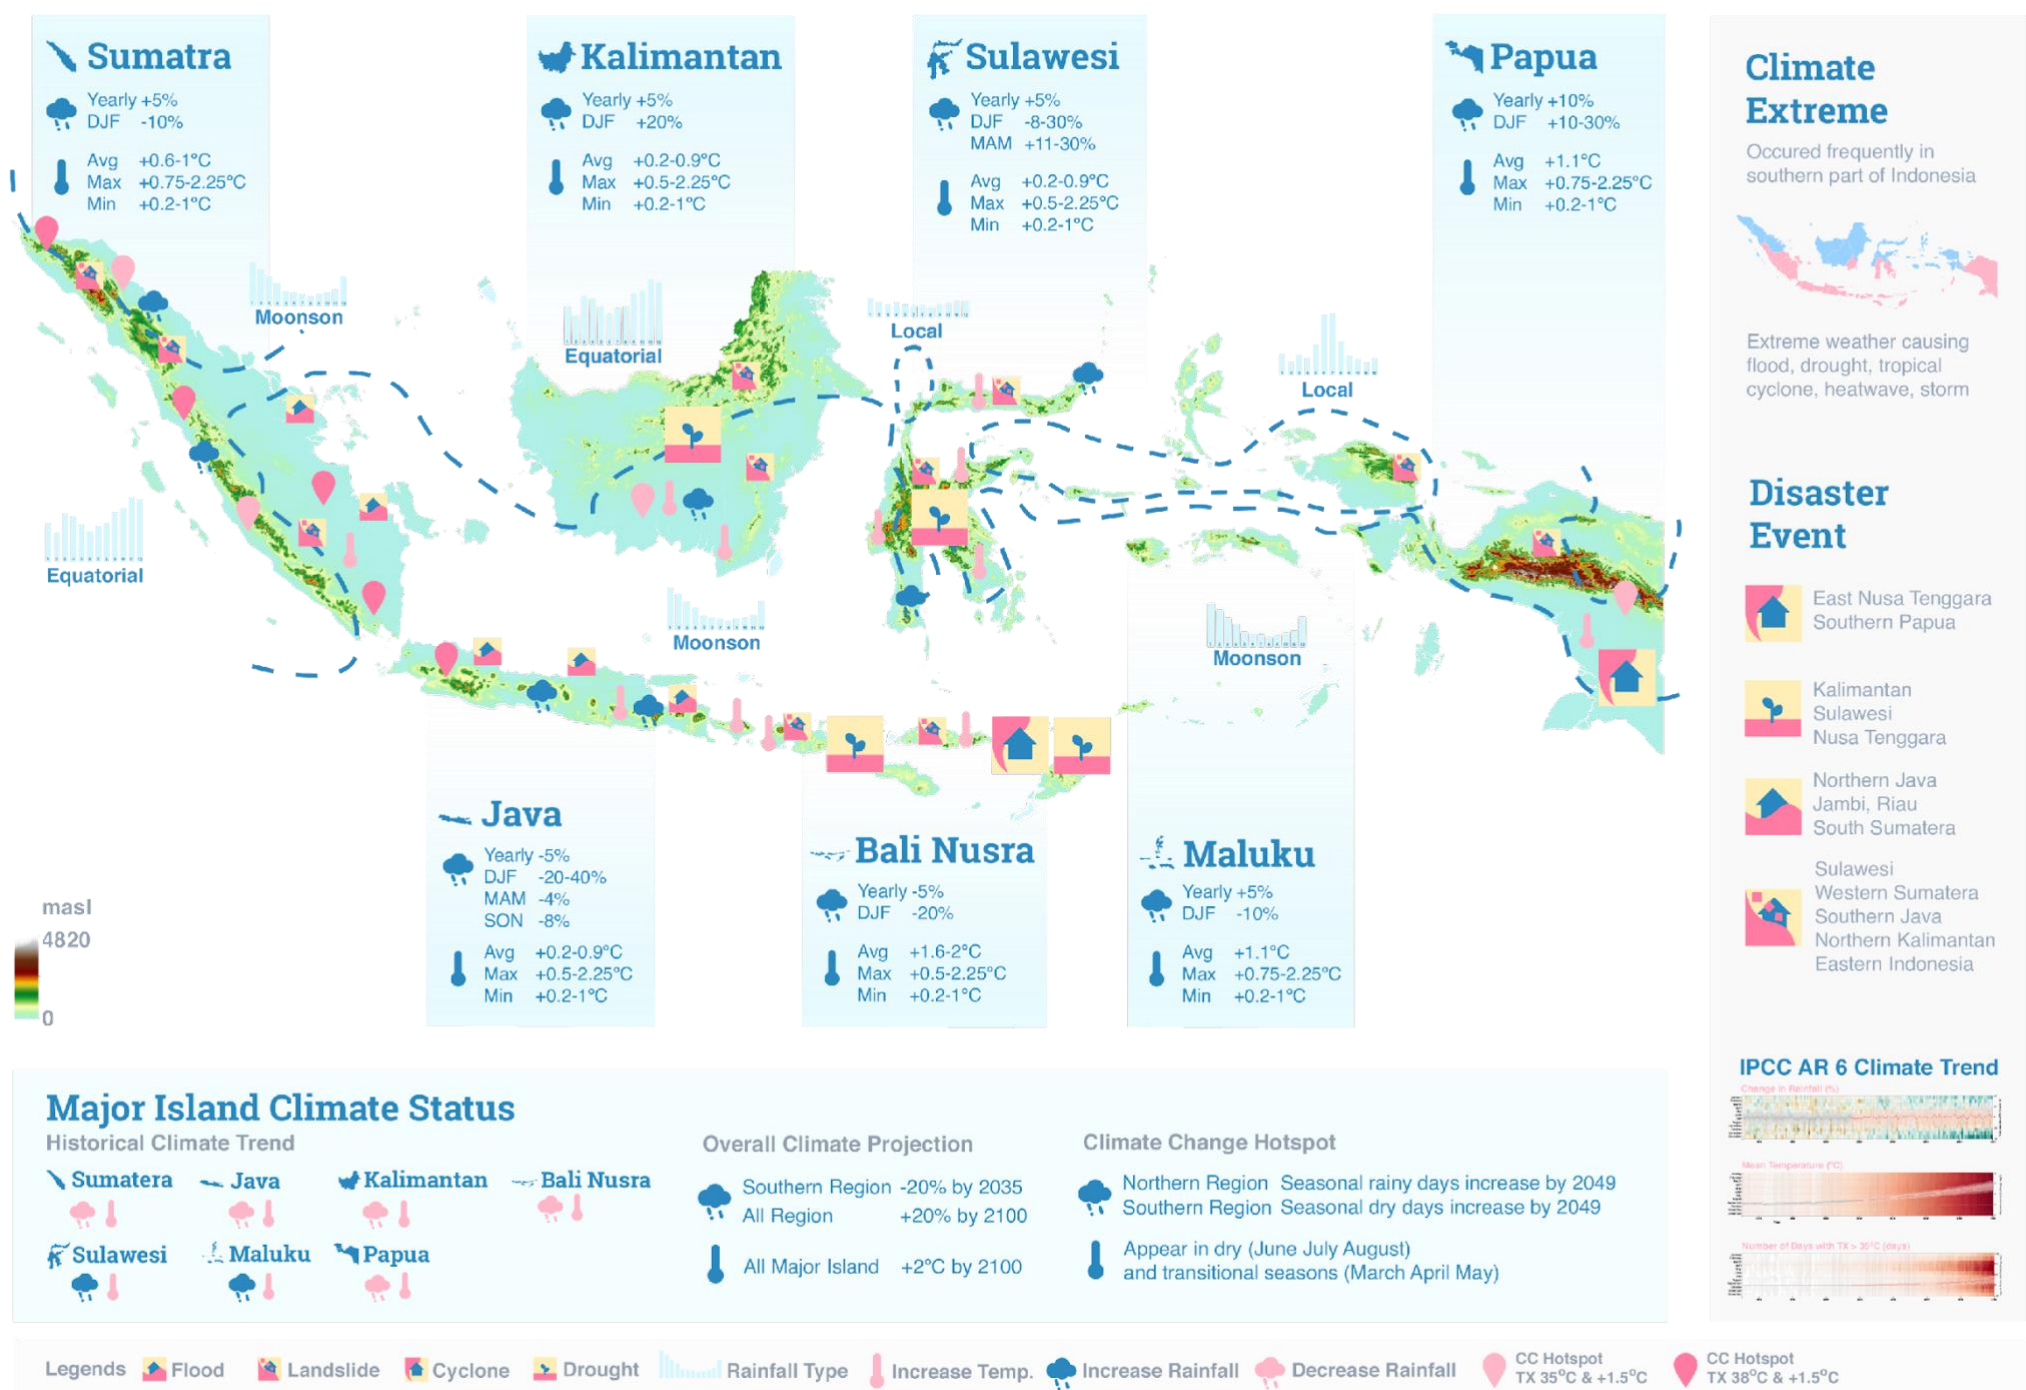 Sumatra
Yearly +5%
DJF -10%
Avg +0.6-1°C
Max +0.75-2.25°C
Min +0.2-1°C
Kalimantan
Yearly +5%
DJF +20%
Avg +0.2-0.9°C
Max +0.5-2.25°C
Min +0.2-1°C
Sulawesi
Yearly +5%
DJF -8-30%
MAM +11-30%
Avg +0.2-0.9°C
Max +0.5-2.25°C
Min +0.2-1°C
Papua
Yearly +10%
DJF +10-30%
Avg +1.1°C
Max +0.75-2.25°C
Min +0.2-1°C
Moonson
Equatorial
Local
Local
Equatorial
Moonson
Moonson
Java
Yearly -5%
DJF -20-40%
MAM -4%
SON -8%
Avg +0.2-0.9°C
Max +0.5-2.25°C
Min +0.2-1°C
Bali Nusra
Yearly -5%
DJF -20%
Avg +1.6-2°C
Max +0.5-2.25°C
Min +0.2-1°C
Maluku
Yearly +5%
DJF -10%
Avg +1.1°C
Max +0.75-2.25°C
Min +0.2-1°C
masl
4820
0
Climate
Extreme
Occured frequently in
southern part of Indonesia
Extreme weather causing
flood, drought, tropical
cyclone, heatwave, storm
Disaster
Event
East Nusa Tenggara
Southern Papua
Kalimantan
Sulawesi
Nusa Tenggara
Northern Java
Jambi, Riau
South Sumatera
Sulawesi
Western Sumatera
Southern Java
Northern Kalimantan
Eastern Indonesia
IPCC AR 6 Climate Trend
Change in Rainfall (%)
Mean Temperature (°C)
Number of Days with TX > 35°C (days)
Major Island Climate Status
Historical Climate Trend
Sumatera
Java
Kalimantan
Bali Nusra
Sulawesi
Maluku
Papua
Overall Climate Projection
Southern Region -20% by 2035
All Region +20% by 2100
All Major Island +2°C by 2100
Climate Change Hotspot
Northern Region Seasonal rainy days increase by 2049
Southern Region Seasonal dry days increase by 2049
Appear in dry (June July August)
and transitional seasons (March April May)
Legends
Flood
Landslide
Cyclone
Drought
Rainfall Type
Increase Temp.
Increase Rainfall
Decrease Rainfall
CC Hotspot
TX 35°C & +1.5°C
CC Hotspot
TX 38°C & +1.5°C